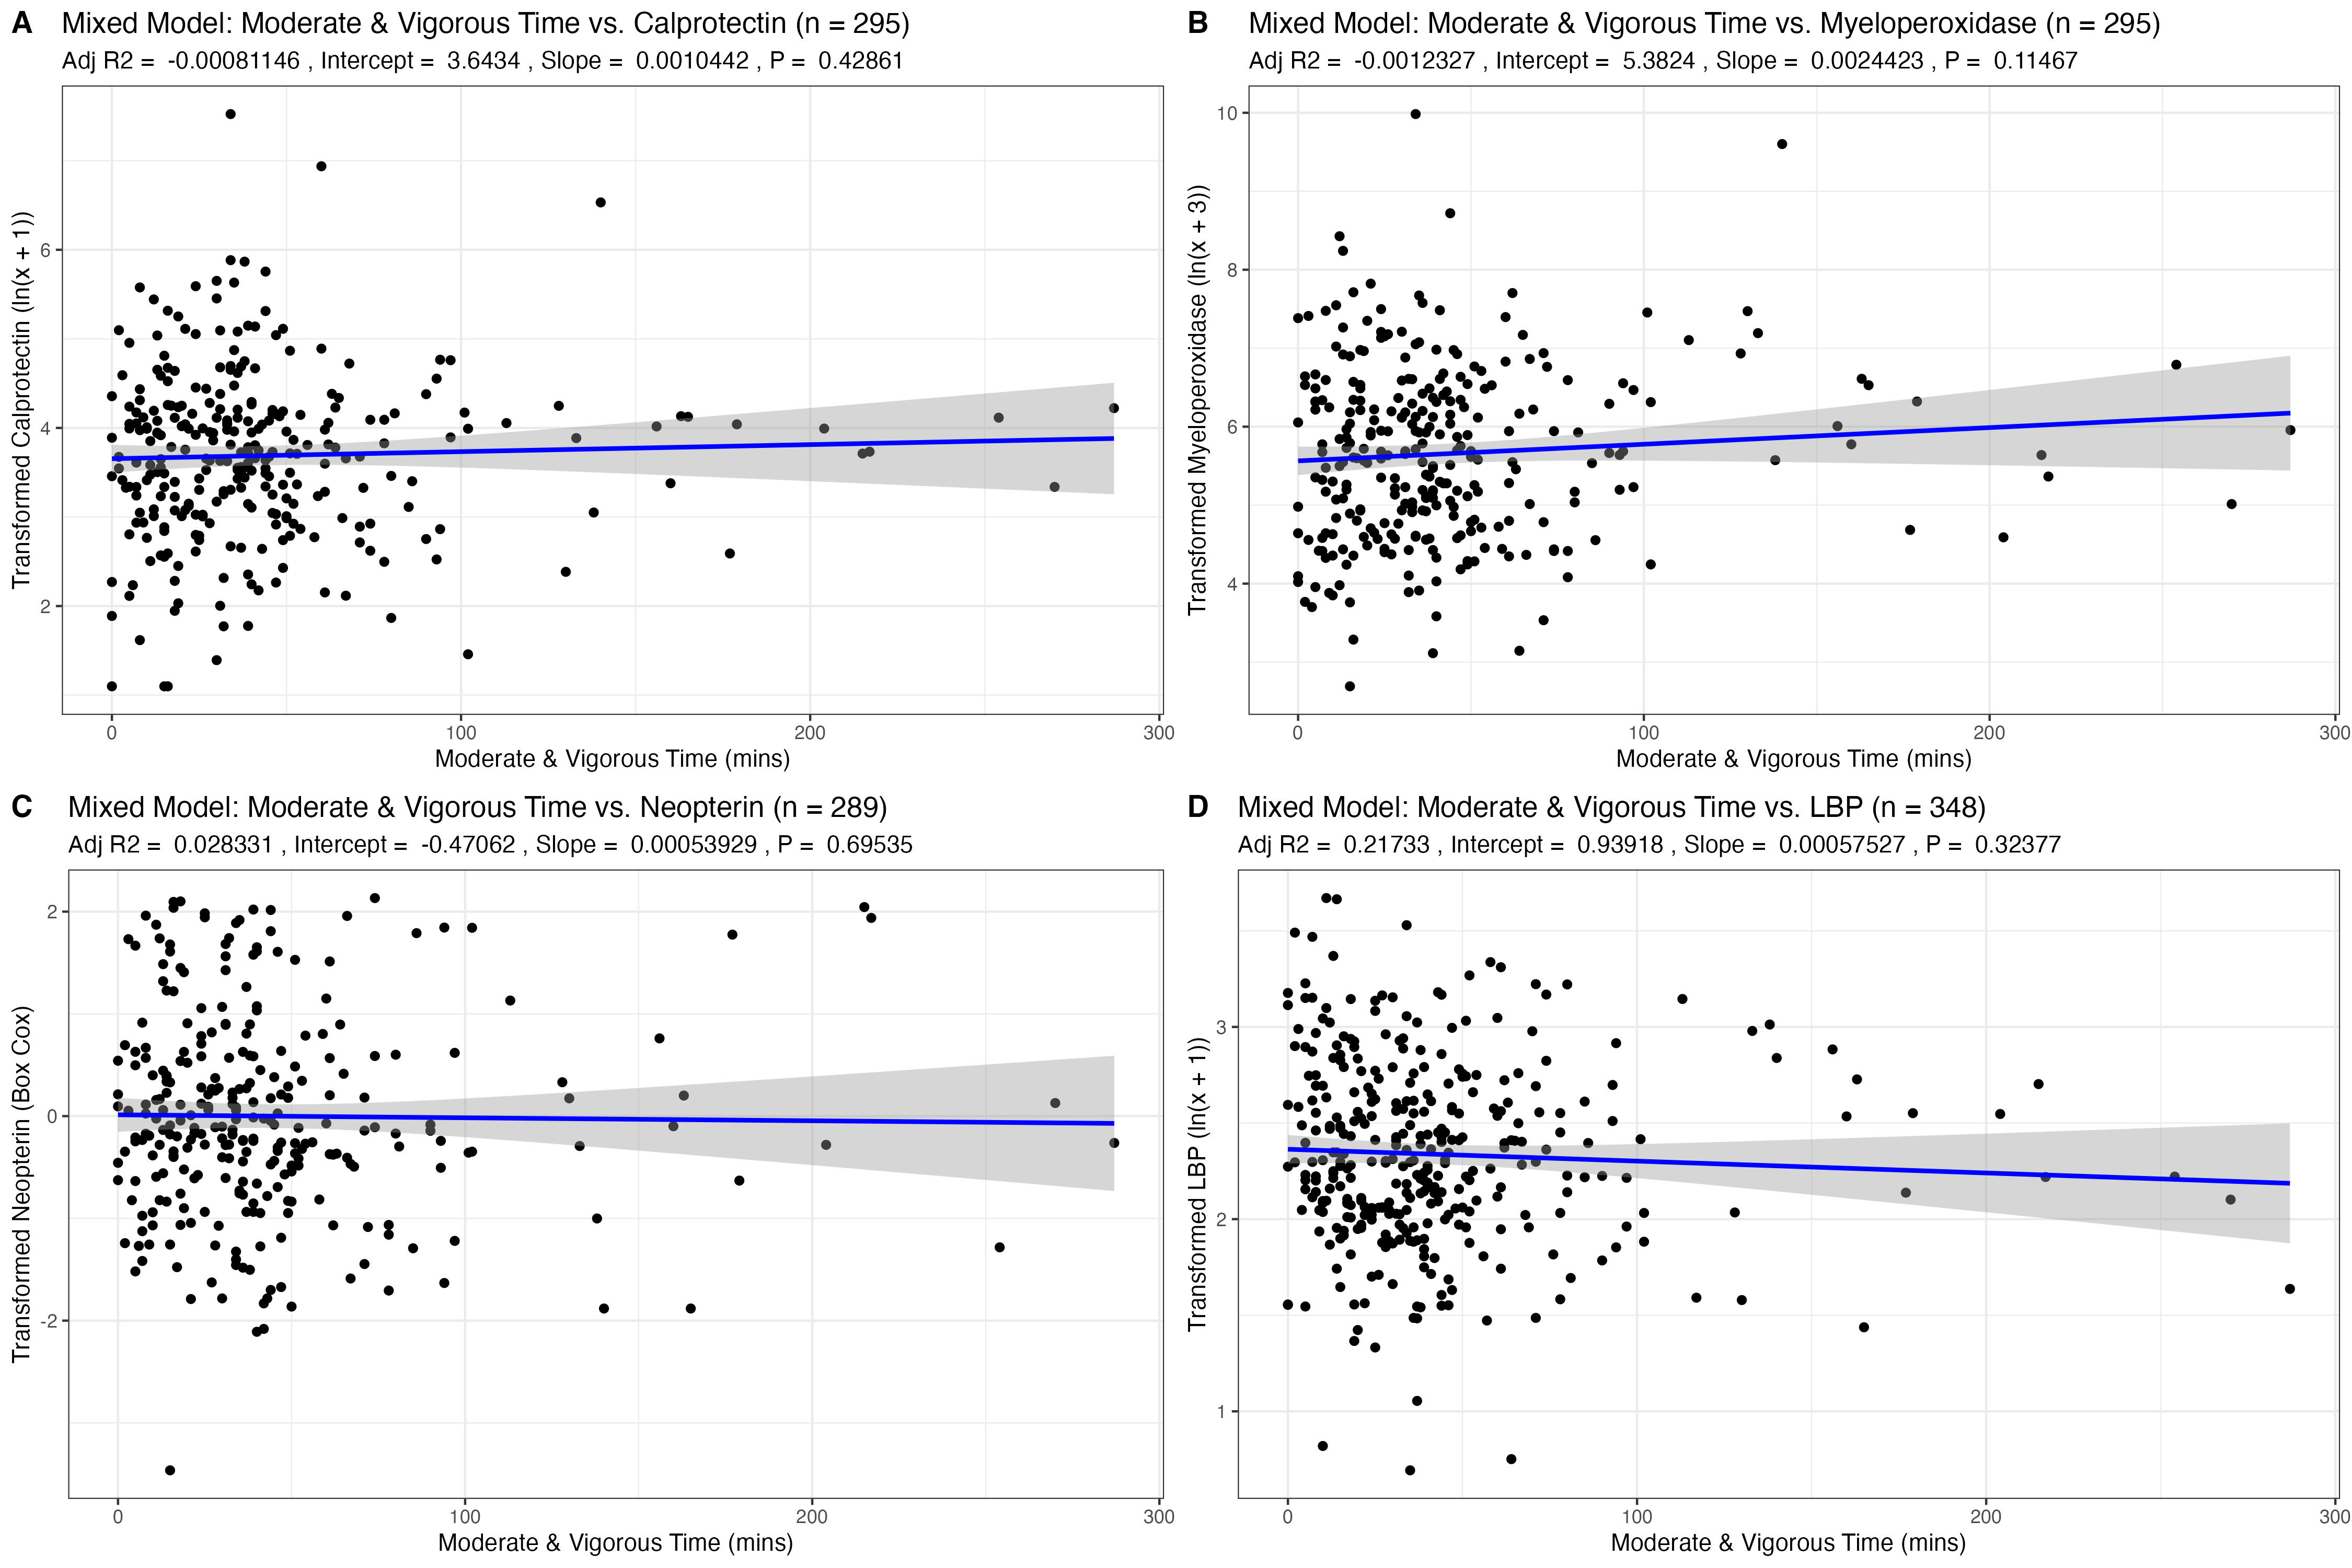 A Mixed Model: Moderate & Vigorous Time vs. Calprotectin (n = 295)
Adj R2 = -0.00081146 , Intercept = 3.6434 , Slope = 0.0010442 , P = 0.42861
Transformed Calprotectin (ln(x + 1))
6
4
2
0 100 200 300
Moderate & Vigorous Time (mins)
B Mixed Model: Moderate & Vigorous Time vs. Myeloperoxidase (n = 295)
Adj R2 = -0.0012327 , Intercept = 5.3824 , Slope = 0.0024423 , P = 0.11467
Transformed Myeloperoxidase (ln(x + 3))
10
8
6
4
0 100 200 300
Moderate & Vigorous Time (mins)
C Mixed Model: Moderate & Vigorous Time vs. Neopterin (n = 289)
Adj R2 = 0.028331 , Intercept = -0.47062 , Slope = 0.00053929 , P = 0.69535
Transformed Neopterin (Box Cox)
2
0
-2
0 100 200 300
Moderate & Vigorous Time (mins)
D Mixed Model: Moderate & Vigorous Time vs. LBP (n = 348)
Adj R2 = 0.21733 , Intercept = 0.93918 , Slope = 0.00057527 , P = 0.32377
Transformed LBP (ln(x + 1))
3
2
1
0 100 200 300
Moderate & Vigorous Time (mins)